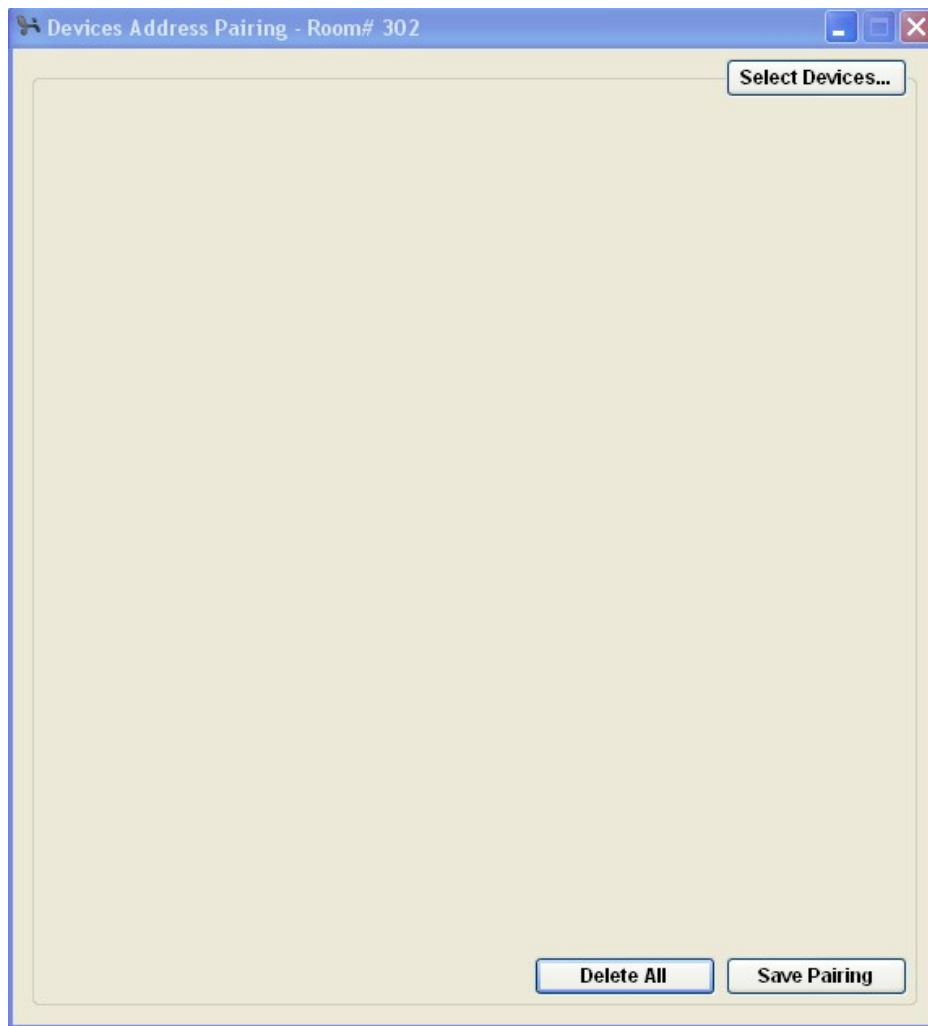 Devices Address Pairing - Room# 302
Select Devices...
Delete All
Save Pairing